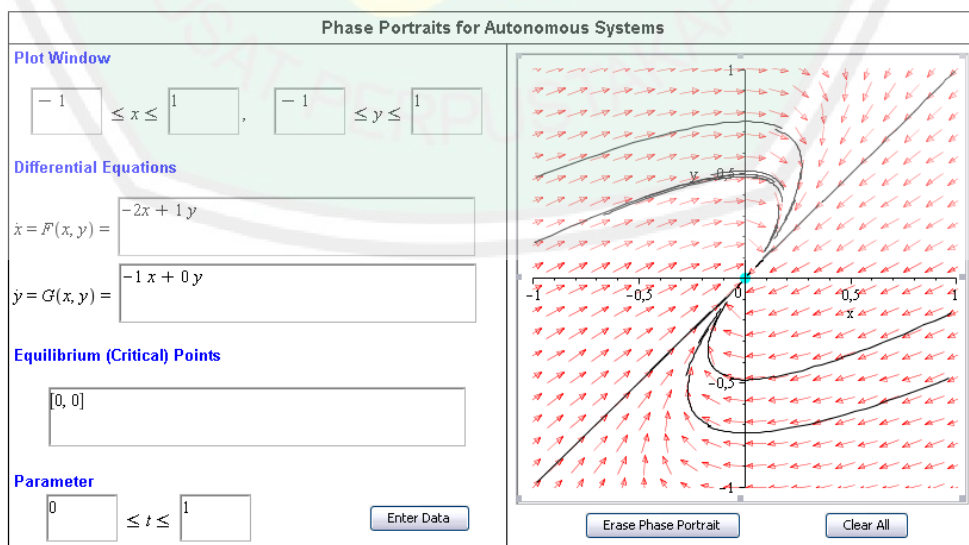 Phase Portraits for Autonomous Systems
Plot Window
− 1 ≤ x ≤ 1 , − 1 ≤ y ≤ 1
Differential Equations
ẋ = F(x, y) = −2x + 1 y
ẏ = G(x, y) = −1 x + 0 y
Equilibrium (Critical) Points
[0, 0]
Parameter
0 ≤ t ≤ 1
Enter Data
1
y 0,5
-1 -0,5 0 0,5 1
x
-0,5
-1
Erase Phase Portrait
Clear All